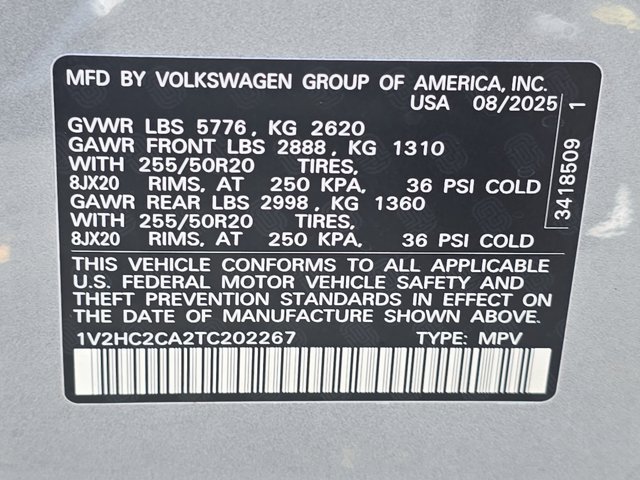 MFD BY VOLKSWAGEN GROUP OF AMERICA, INC.
USA 08/2025
GVWR LBS 5776, KG 2620
GAWR FRONT LBS 2888, KG 1310
WITH 255/50R20 TIRES,
8JX20 RIMS, AT 250 KPA, 36 PSI COLD
GAWR REAR LBS 2998, KG 1360
WITH 255/50R20 TIRES,
8JX20 RIMS, AT 250 KPA, 36 PSI COLD
THIS VEHICLE CONFORMS TO ALL APPLICABLE
U.S. FEDERAL MOTOR VEHICLE SAFETY AND
THEFT PREVENTION STANDARDS IN EFFECT ON
THE DATE OF MANUFACTURE SHOWN ABOVE.
1V2HC2CA2TC202267 TYPE: MPV
3418509 1